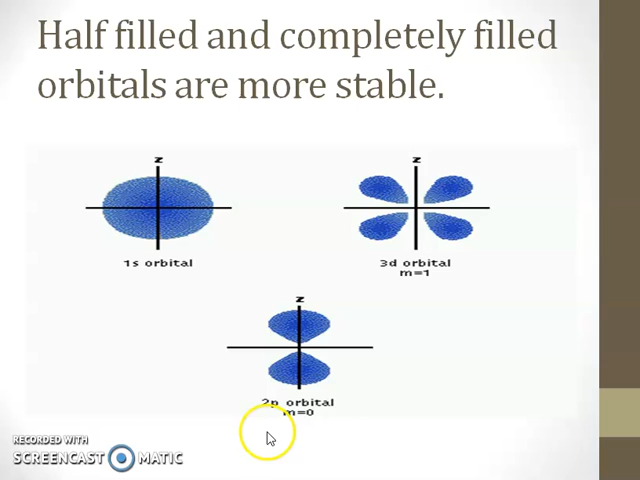 Half filled and completely filled
orbitals are more stable.
z
z
1s orbital
3d orbital
m=1
z
2p orbital
m=0
RECORDED WITH
SCREENCAST MATIC